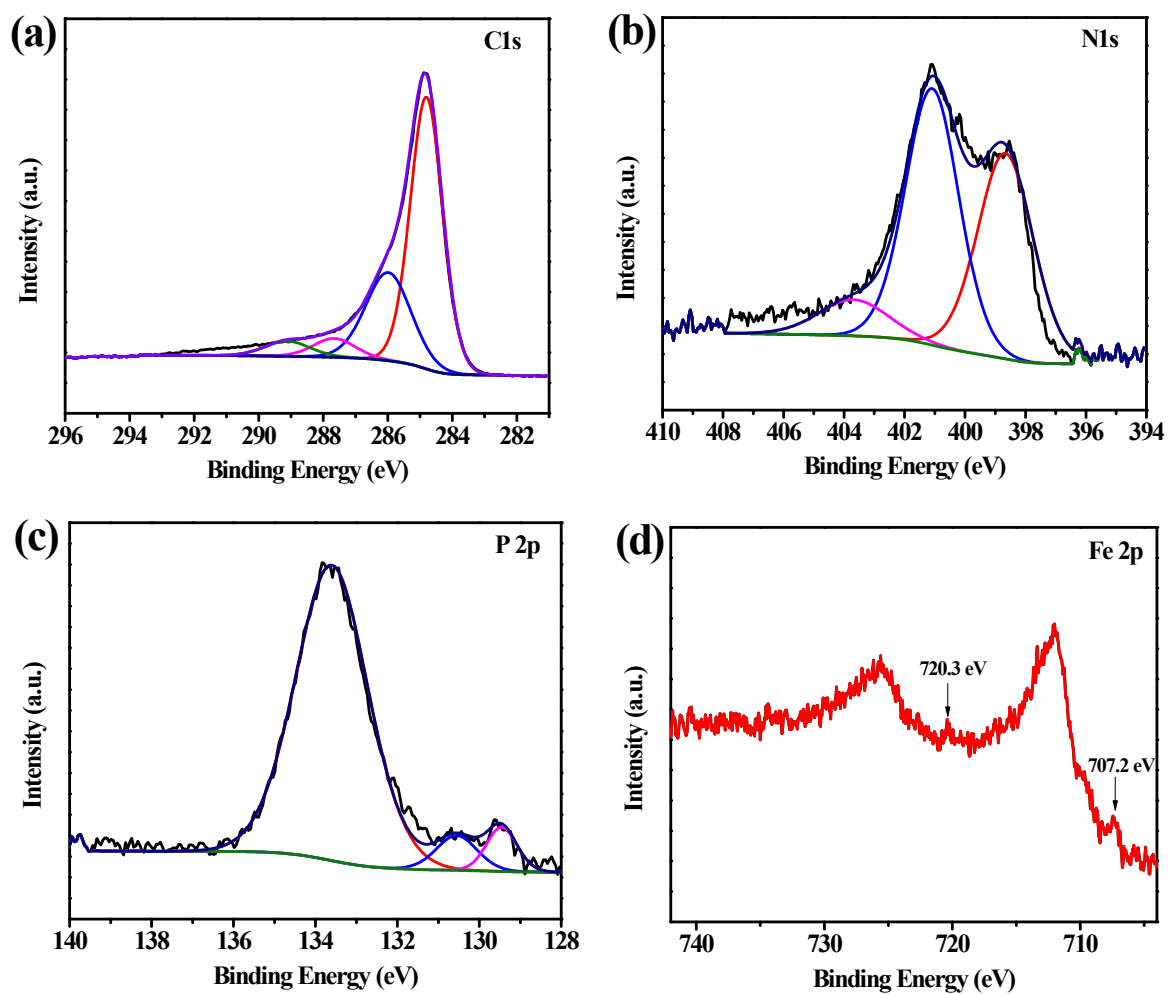 (a)
C1s
Intensity (a.u.)
296 294 292 290 288 286 284 282
Binding Energy (eV)
(b)
N1s
Intensity (a.u.)
410 408 406 404 402 400 398 396 394
Binding Energy (eV)
(c)
P 2p
Intensity (a.u.)
140 138 136 134 132 130 128
Binding Energy (eV)
(d)
Fe 2p
720.3 eV
707.2 eV
Intensity (a.u.)
740 730 720 710
Binding Energy (eV)